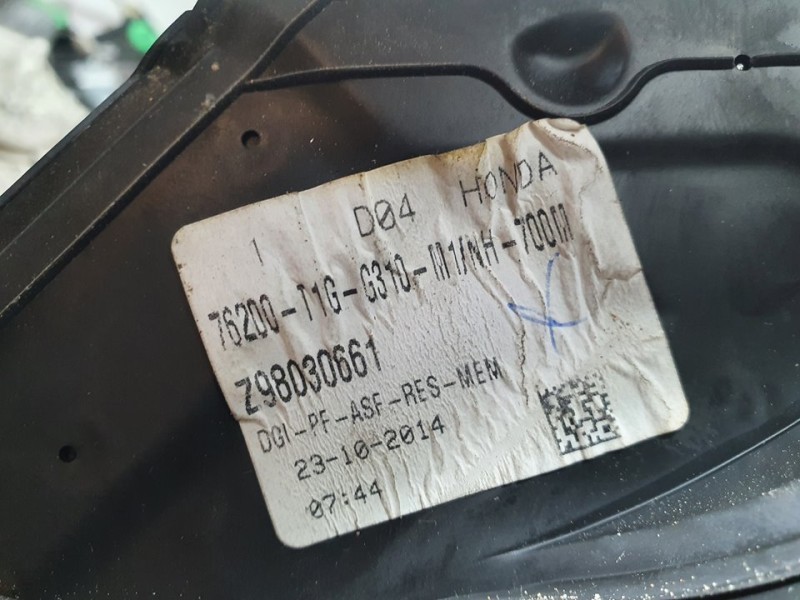 1 D04 HONDA
76200-T1G-G310-M1/NH-700M
Z98030661
DGI-PF-ASF-RES-MEM
23-10-2014
07:44